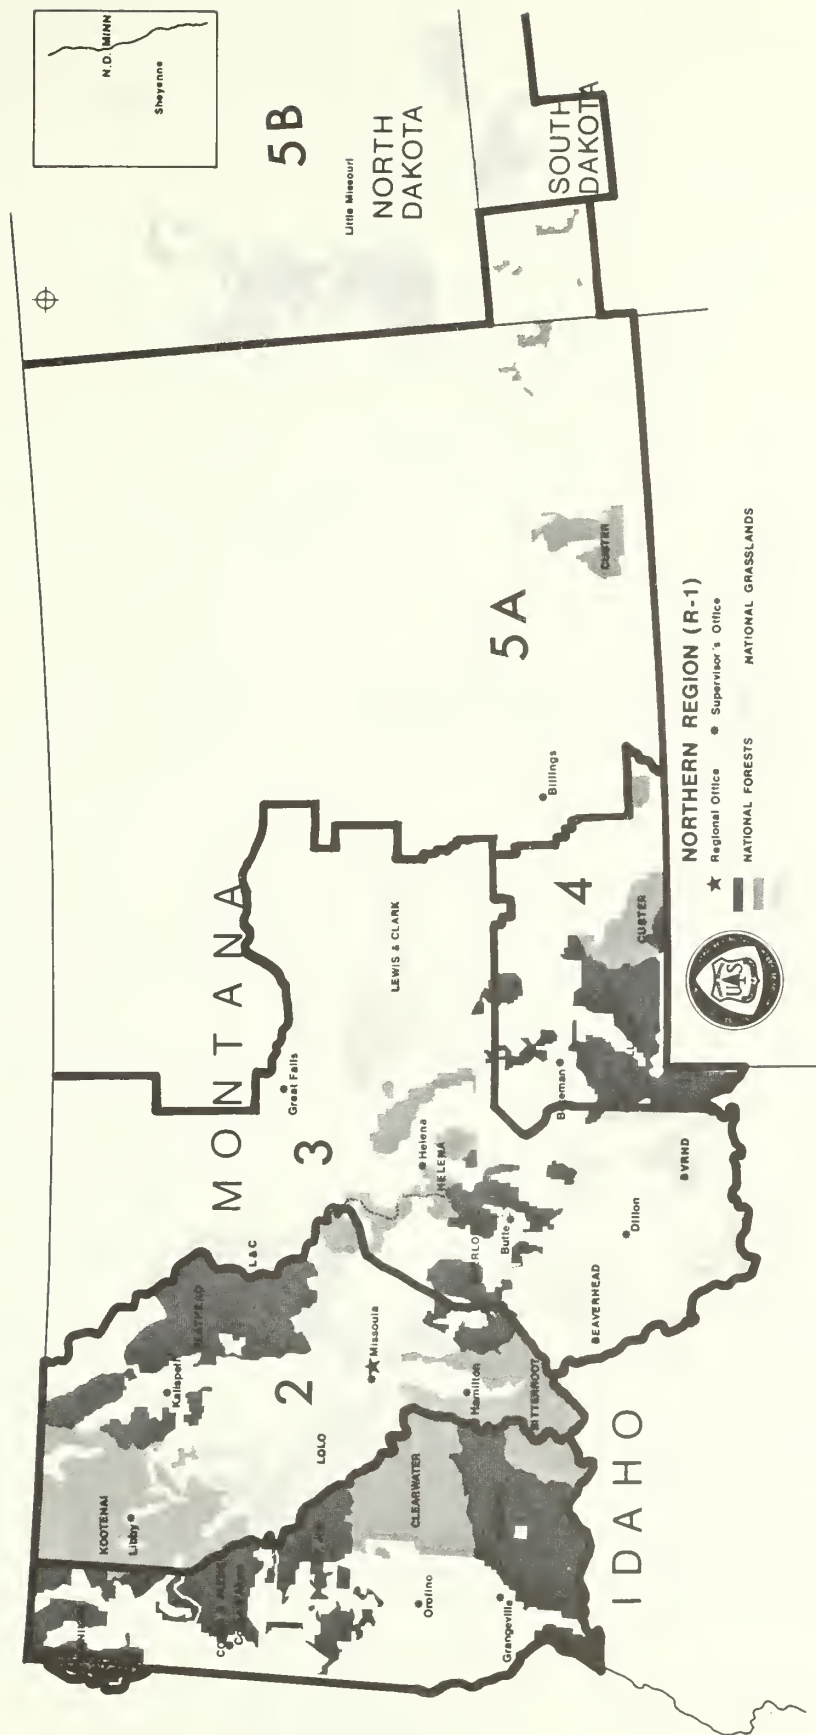 N.D. MINN
Sheyenne
5B
Little Missouri
NORTH
DAKOTA
SOUTH
DAKOTA
5A
CUSTER
Billings
MONTANA
LEWIS & CLARK
Great Falls
3
Helena
HELENA
4
CUSTER
Bozeman
BVRHD
Dillon
BEAVERHEAD
Butte
L&C
FLATHEAD
Kalispell
2
Missoula
LOLO
Hamilton
BITTERROOT
KOOTENAI
Libby
1
CLEARWATER
Orofino
Grangeville
IDAHO
NORTHERN REGION (R-1)
Regional Office
Supervisor's Office
NATIONAL FORESTS
NATIONAL GRASSLANDS
UAS